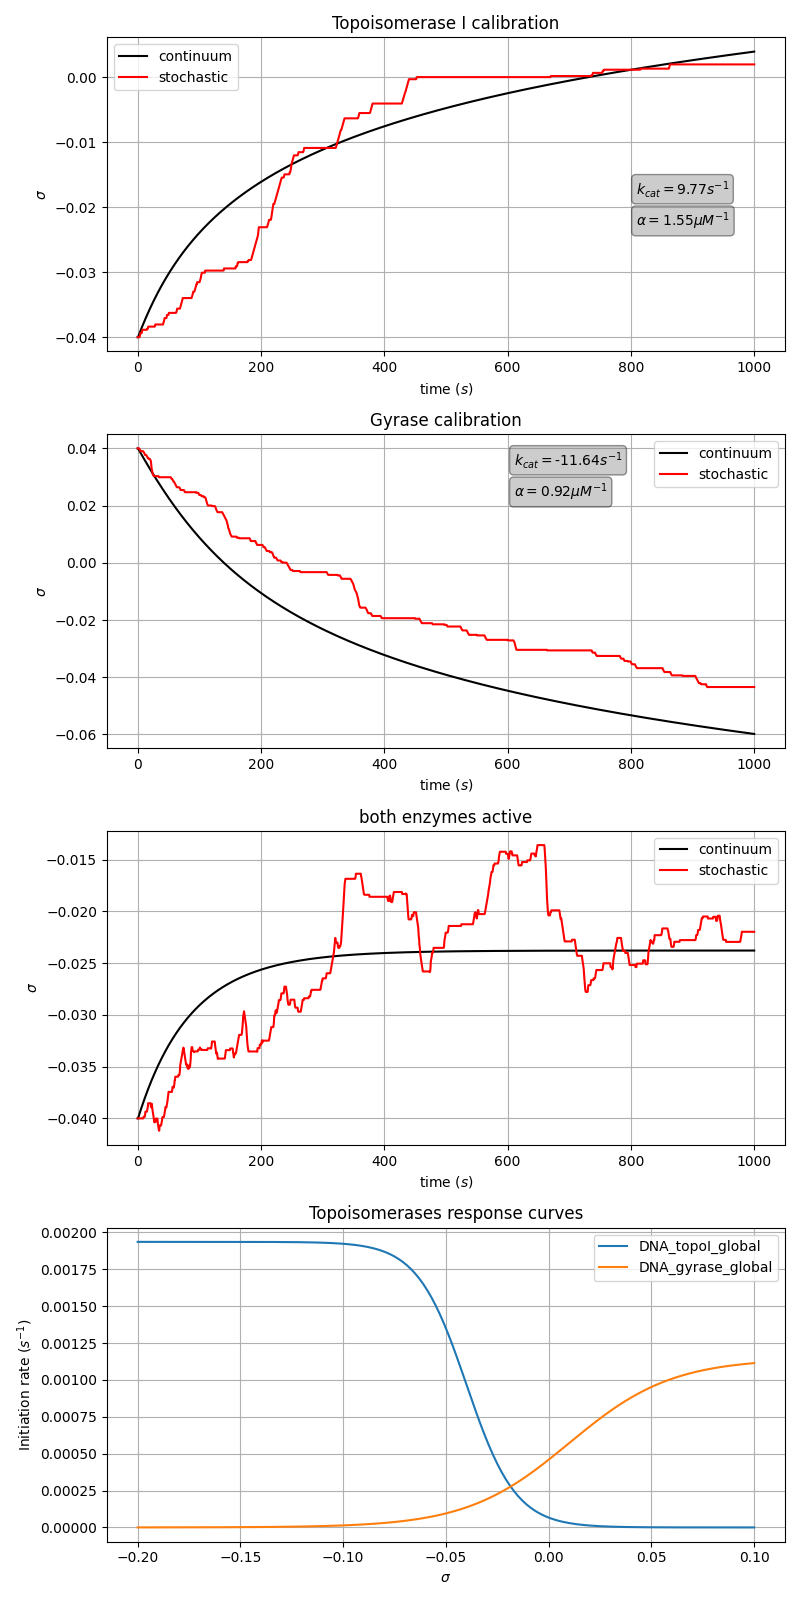 Topoisomerase I calibration
continuum
stochastic
0.00
−0.01
−0.02
−0.03
−0.04
σ
k_cat = 9.77s⁻¹
α = 1.55μM⁻¹
0 200 400 600 800 1000
time (s)
Gyrase calibration
0.04
0.02
0.00
−0.02
−0.04
−0.06
σ
k_cat = -11.64s⁻¹
α = 0.92μM⁻¹
continuum
stochastic
0 200 400 600 800 1000
time (s)
both enzymes active
continuum
stochastic
−0.015
−0.020
−0.025
−0.030
−0.035
−0.040
σ
0 200 400 600 800 1000
time (s)
Topoisomerases response curves
DNA_topoI_global
DNA_gyrase_global
0.00200
0.00175
0.00150
0.00125
0.00100
0.00075
0.00050
0.00025
0.00000
Initiation rate (s⁻¹)
−0.20 −0.15 −0.10 −0.05 0.00 0.05 0.10
σ